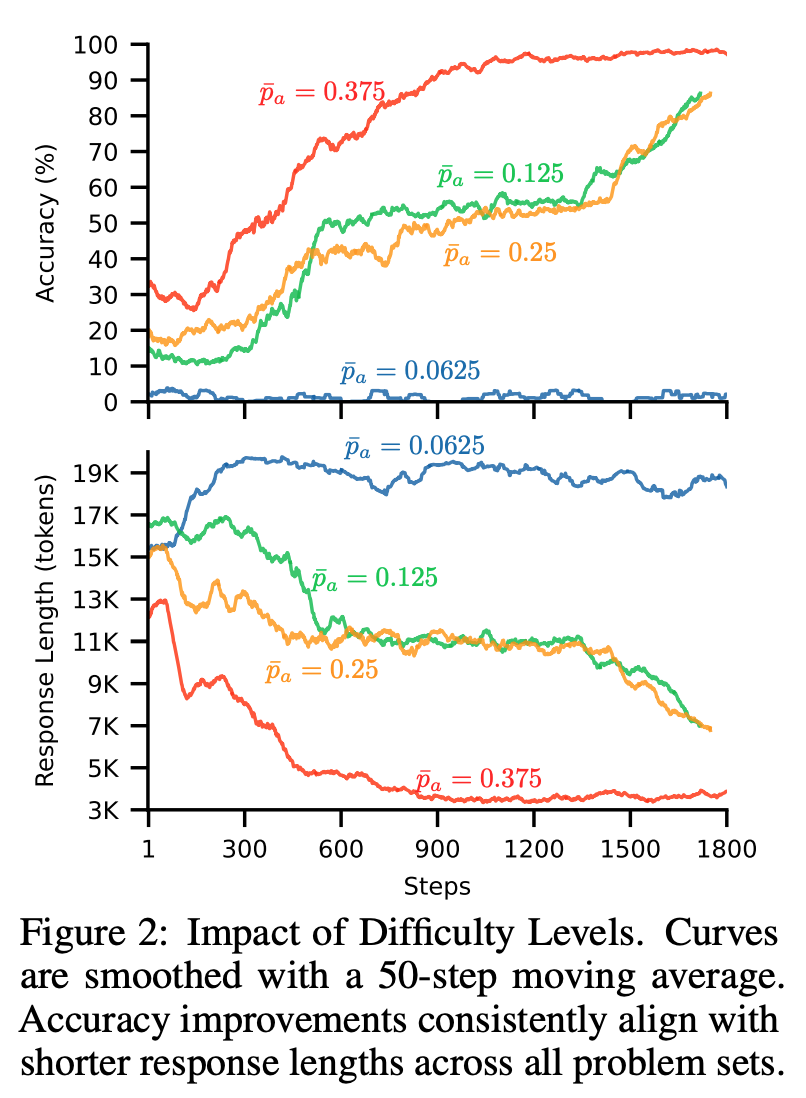 100
90
80
70
60
50
40
30
20
10
0
Accuracy (%)
p̄ₐ = 0.375
p̄ₐ = 0.125
p̄ₐ = 0.25
p̄ₐ = 0.0625
19K
17K
15K
13K
11K
9K
7K
5K
3K
Response Length (tokens)
p̄ₐ = 0.0625
p̄ₐ = 0.125
p̄ₐ = 0.25
p̄ₐ = 0.375
1 300 600 900 1200 1500 1800
Steps
Figure 2: Impact of Difficulty Levels. Curves
are smoothed with a 50-step moving average.
Accuracy improvements consistently align with
shorter response lengths across all problem sets.